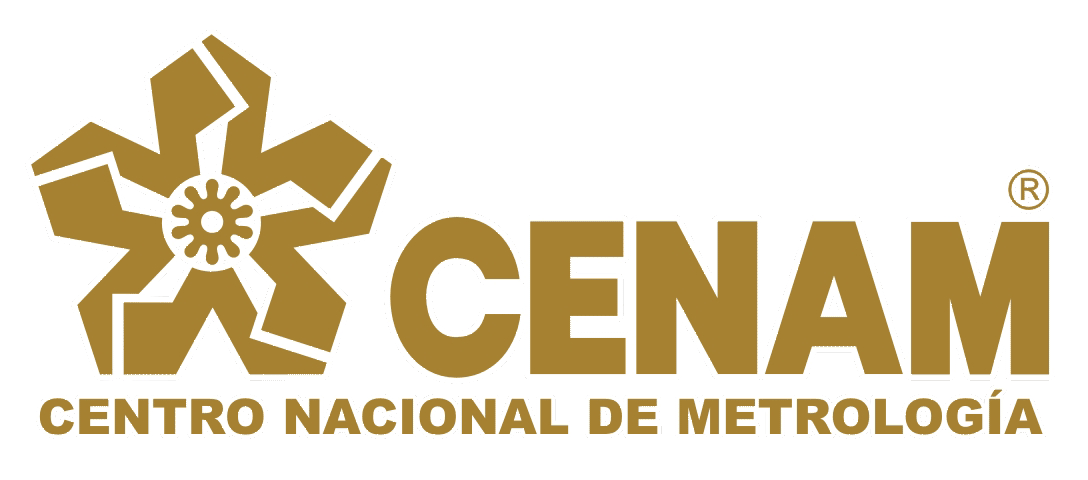 ®
CENAM
CENTRO NACIONAL DE METROLOGÍA